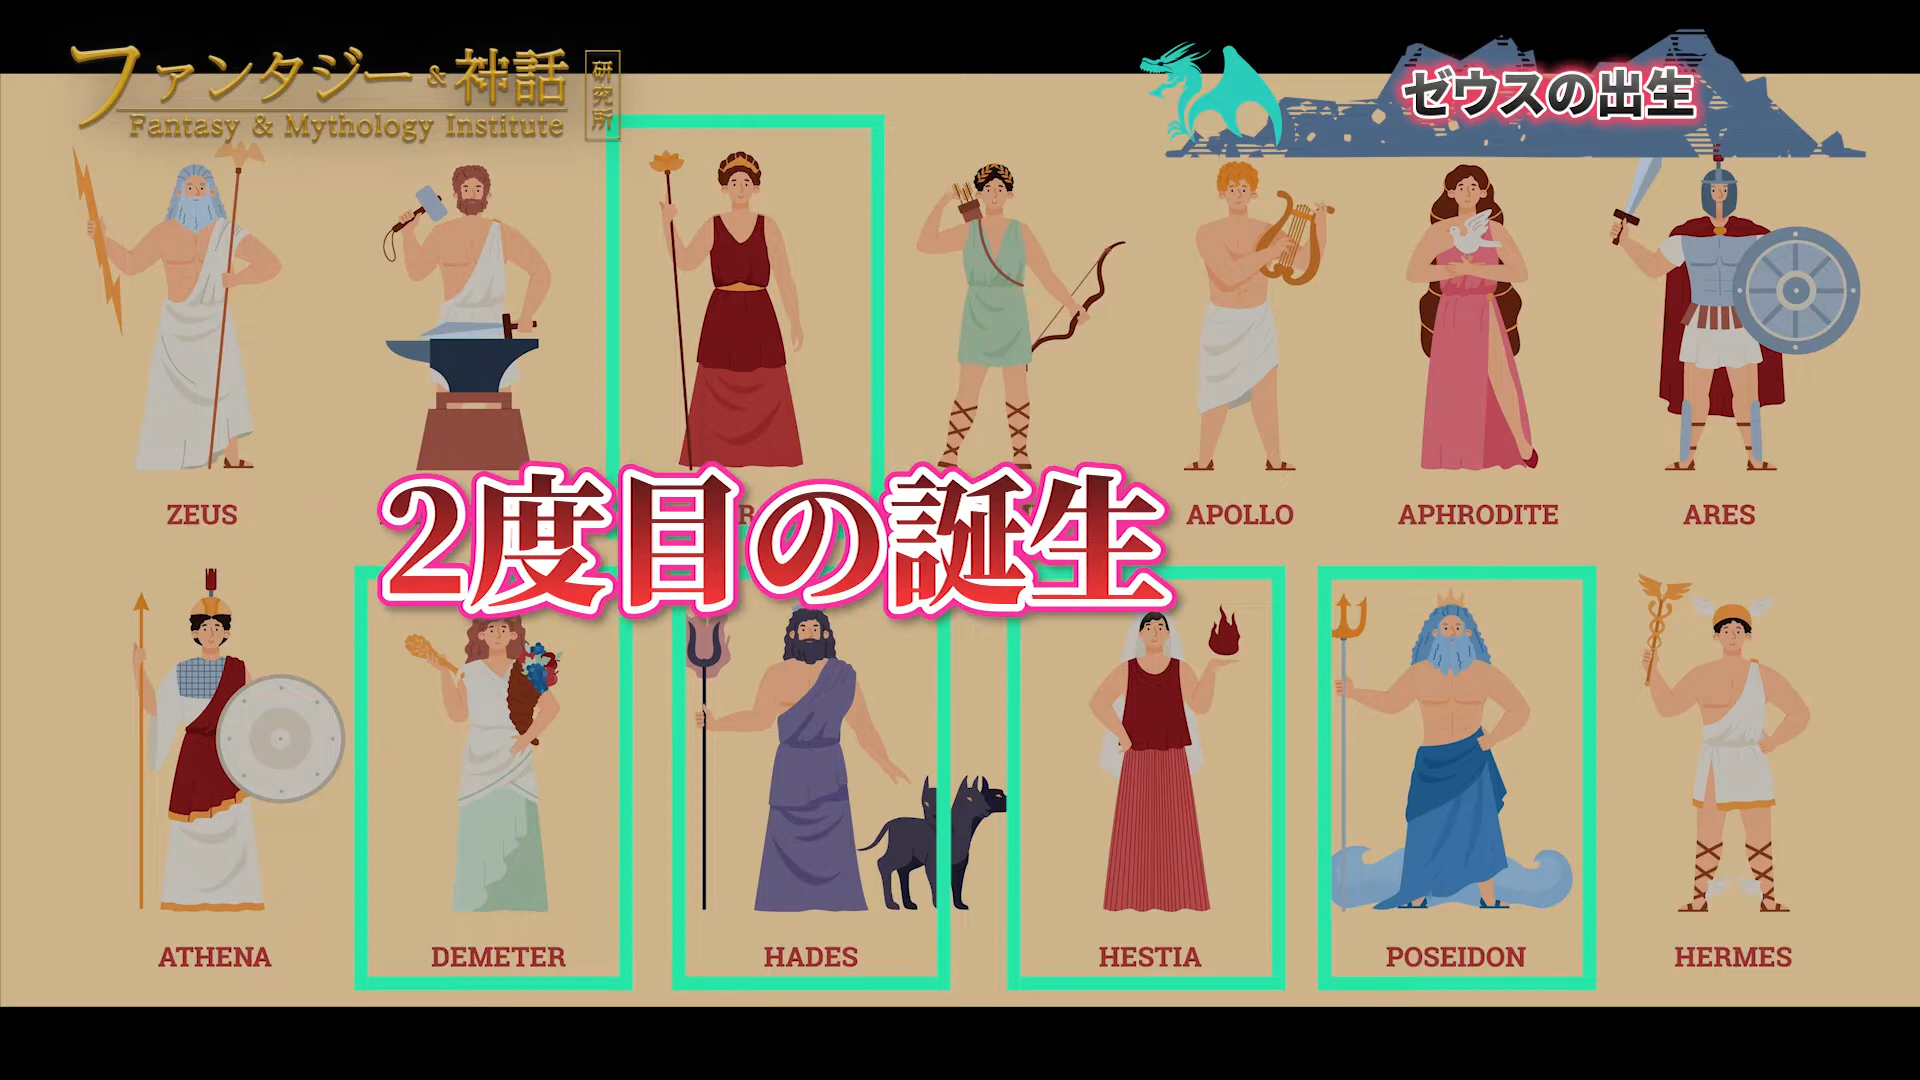 ファンタジー&神話 研究所
Fantasy & Mythology Institute
ゼウスの出生
ZEUS
APOLLO
APHRODITE
ARES
2度目の誕生
ATHENA
DEMETER
HADES
HESTIA
POSEIDON
HERMES